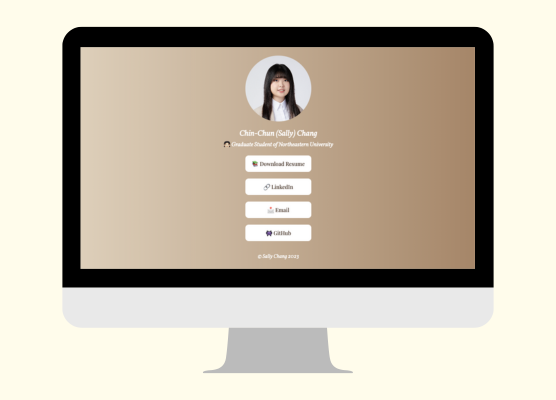 Chin-Chun (Sally) Chang
Graduate Student of Northeastern University
Download Resume
LinkedIn
Email
GitHub
© Sally Chang 2023